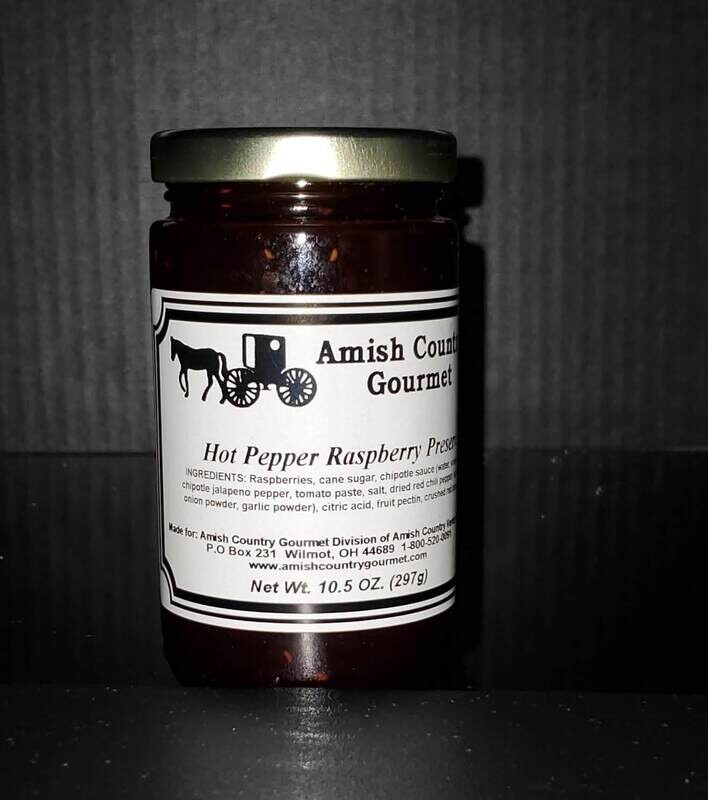 Amish Count
Gourmet
Hot Pepper Raspberry Preser
INGREDIENTS: Raspberries, cane sugar, chipotle sauce (water,
chipotle jalapeno pepper, tomato paste, salt, dried red chili pepper
onion powder, garlic powder), citric acid, fruit pectin, crushed red
Made for: Amish Country Gourmet Division of Amish Country
P.O Box 231 Wilmot, OH 44689 1-800-520-0091
www.amishcountrygourmet.com
Net Wt. 10.5 OZ. (297g)